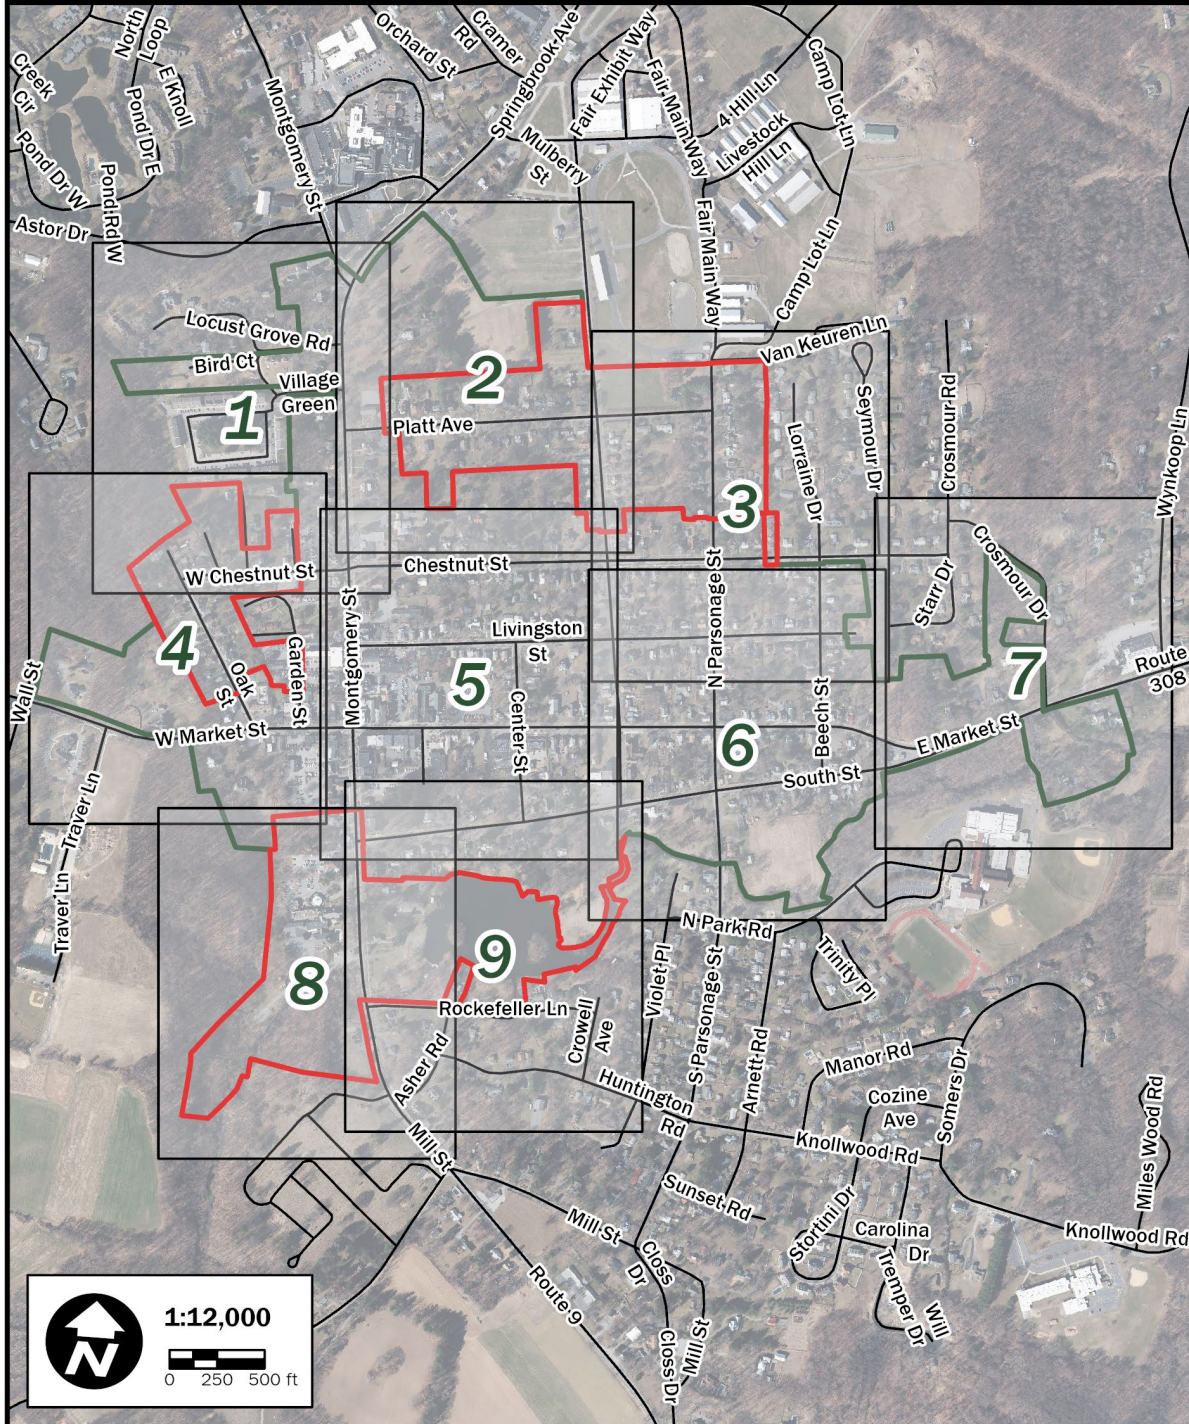 North
Loop
Creek
Cir
E Knoll
Pond Dr E
Pond Dr W
Pond Rd W
Astor Dr
Montgomery St
Orchard St
Cramer
Rd
Springbrook Ave
Mulberry
St
Fair Exhibit Way
Fair Main Way
4 Hill Ln
Livestock
Hill Ln
Camp Lot Ln
Fair Main Way
Camp Lot Ln
Van Keuren Ln
Locust Grove Rd
Bird Ct
Village
Green
1
2
Platt Ave
3
Lorraine Dr
Seymour Dr
Crosmour Rd
Wynkoop Ln
W Chestnut St
Chestnut St
Starr Dr
Crosmour Dr
4
Oak
St
Garden St
Montgomery St
Livingston
St
5
Center St
N Parsonage St
Beech St
6
7
Route
308
Wall St
W Market St
E Market St
South St
Traver Ln
Traver Ln
8
9
Rockefeller Ln
Asher Rd
Crowell
Ave
Violet Pl
N Park Rd
S Parsonage St
Trinity Pl
Arnett Rd
Huntington
Rd
Manor Rd
Cozine
Ave
Somers Dr
Knollwood Rd
Miles Wood Rd
Mill St
Sunset Rd
Stortini Dr
Carolina
Dr
Knollwood Rd
Mill St
Closs
Dr
Tremper Dr
Will
Route 9
Mill St
Closs Dr
1:12,000
N
0 250 500 ft